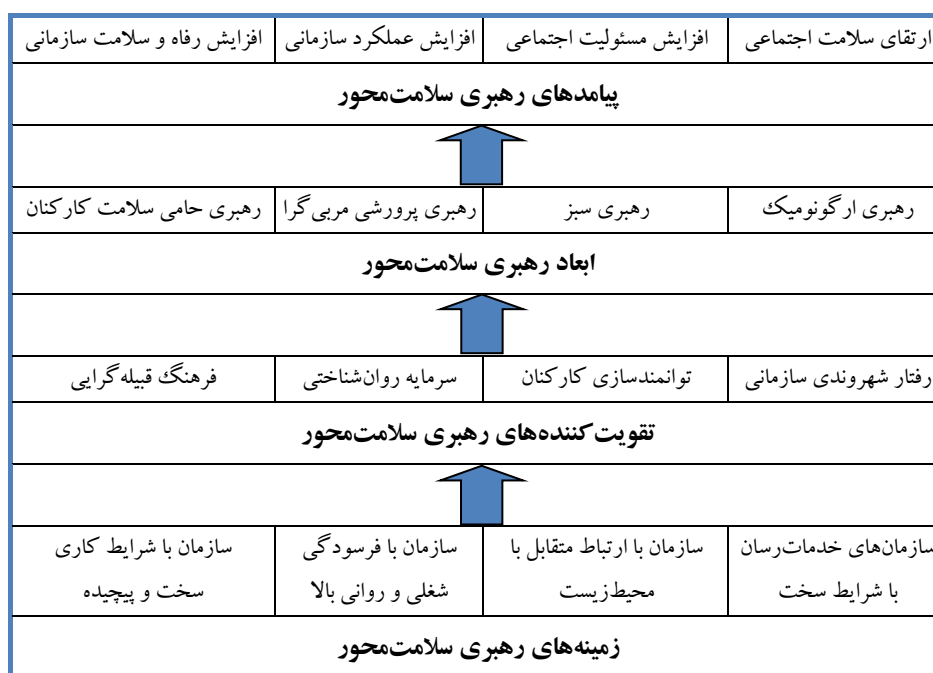 ارتقای سلامت اجتماعی
افزایش مسئولیت اجتماعی
افزایش عملکرد سازمانی
افزایش رفاه و سلامت سازمانی
پیامدهای رهبری سلامت‌محور
رهبری ارگونومیک
رهبری سبز
رهبری پرورشی مربی‌گرا
رهبری حامی سلامت کارکنان
ابعاد رهبری سلامت‌محور
رفتار شهروندی سازمانی
توانمندسازی کارکنان
سرمایه روان‌شناختی
فرهنگ قبیله‌گرایی
تقویت‌کننده‌های رهبری سلامت‌محور
سازمان‌های خدمات‌رسان
با شرایط سخت
سازمان با ارتباط متقابل با
محیط‌زیست
سازمان با فرسودگی
شغلی و روانی بالا
سازمان با شرایط کاری
سخت و پیچیده
زمینه‌های رهبری سلامت‌محور